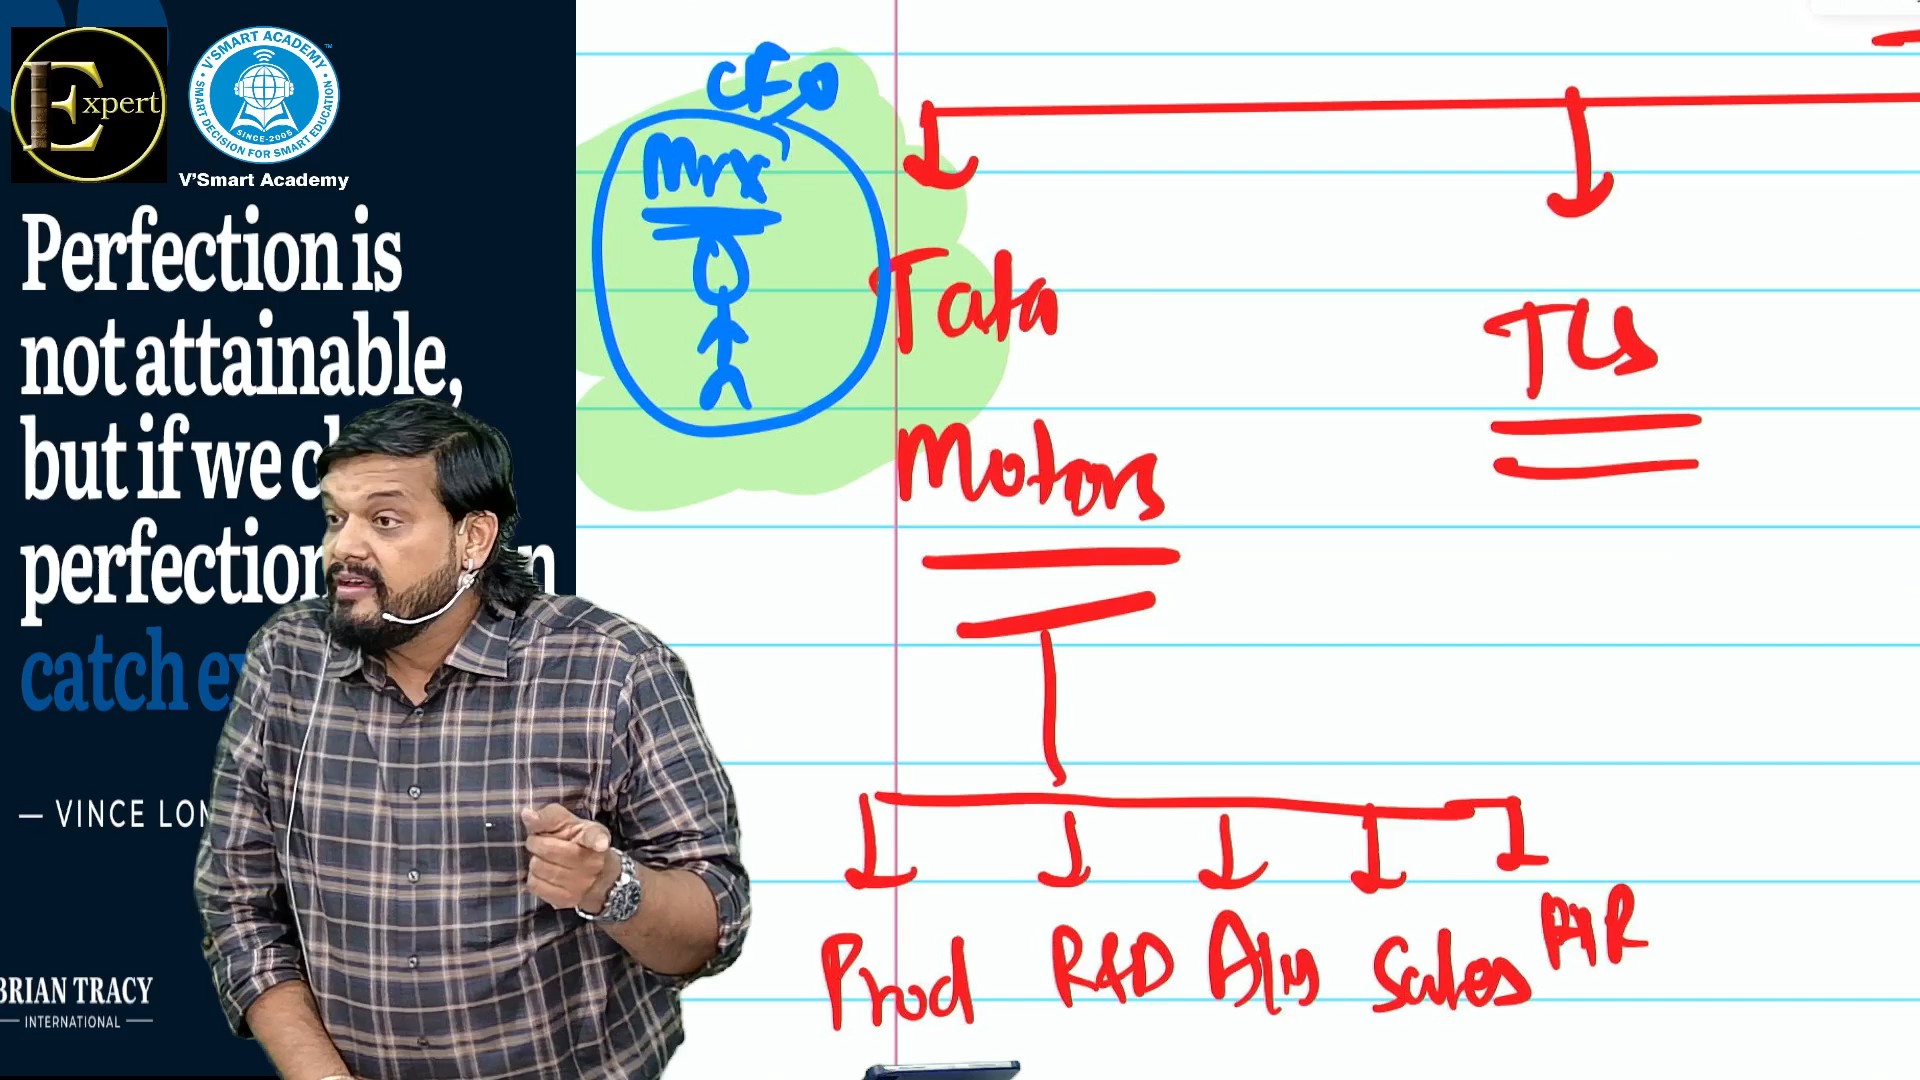 Expert
V'SMART ACADEMY
TM
SINCE-2005
SMART DECISION FOR SMART EDUCATION
V'Smart Academy
Perfection is
not attainable,
but if we
perfection
catch
— VINCE
BRIAN TRACY
INTERNATIONAL
CFO
Mrx
Tata
Motors
TCS
Prod
R&D
A/c
Sales
HR